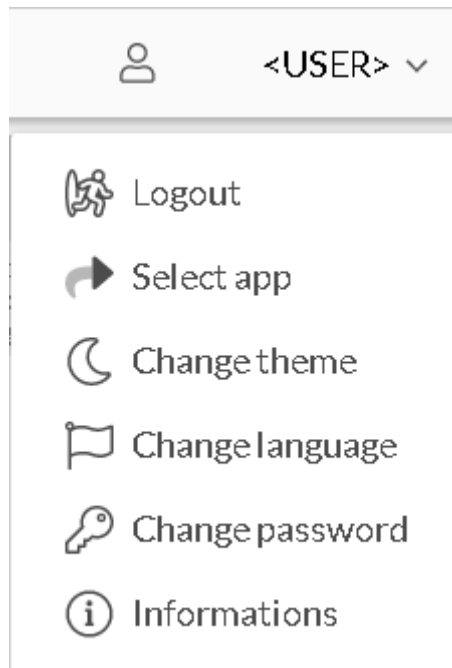 <USER>
Logout
Select app
Change theme
Change language
Change password
Informations